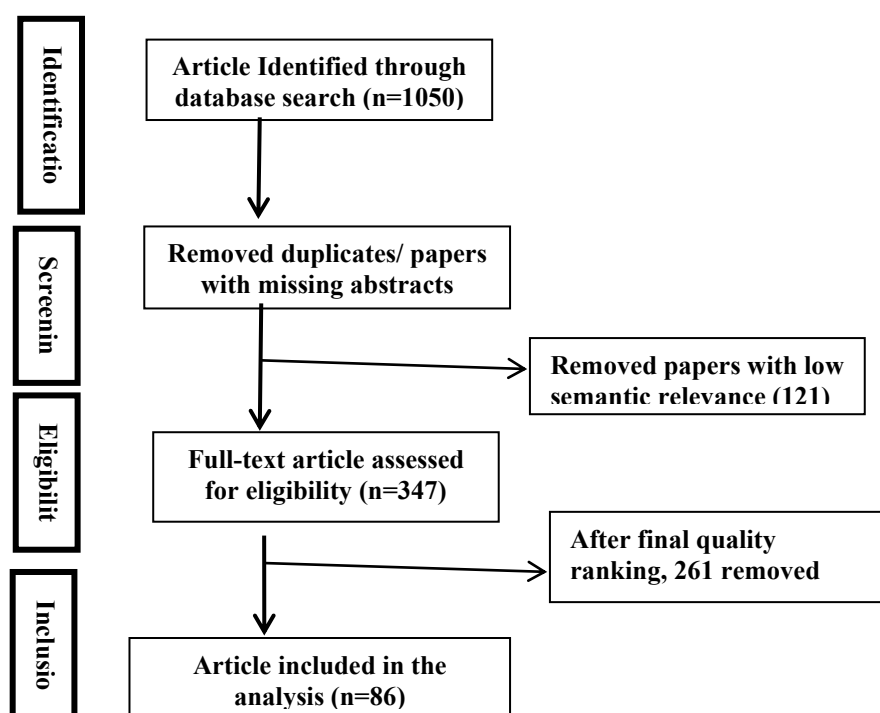 Identificatio
Article Identified through
database search (n=1050)
Screenin
Removed duplicates/ papers
with missing abstracts
Removed papers with low
semantic relevance (121)
Eligibilit
Full-text article assessed
for eligibility (n=347)
After final quality
ranking, 261 removed
Inclusio
Article included in the
analysis (n=86)